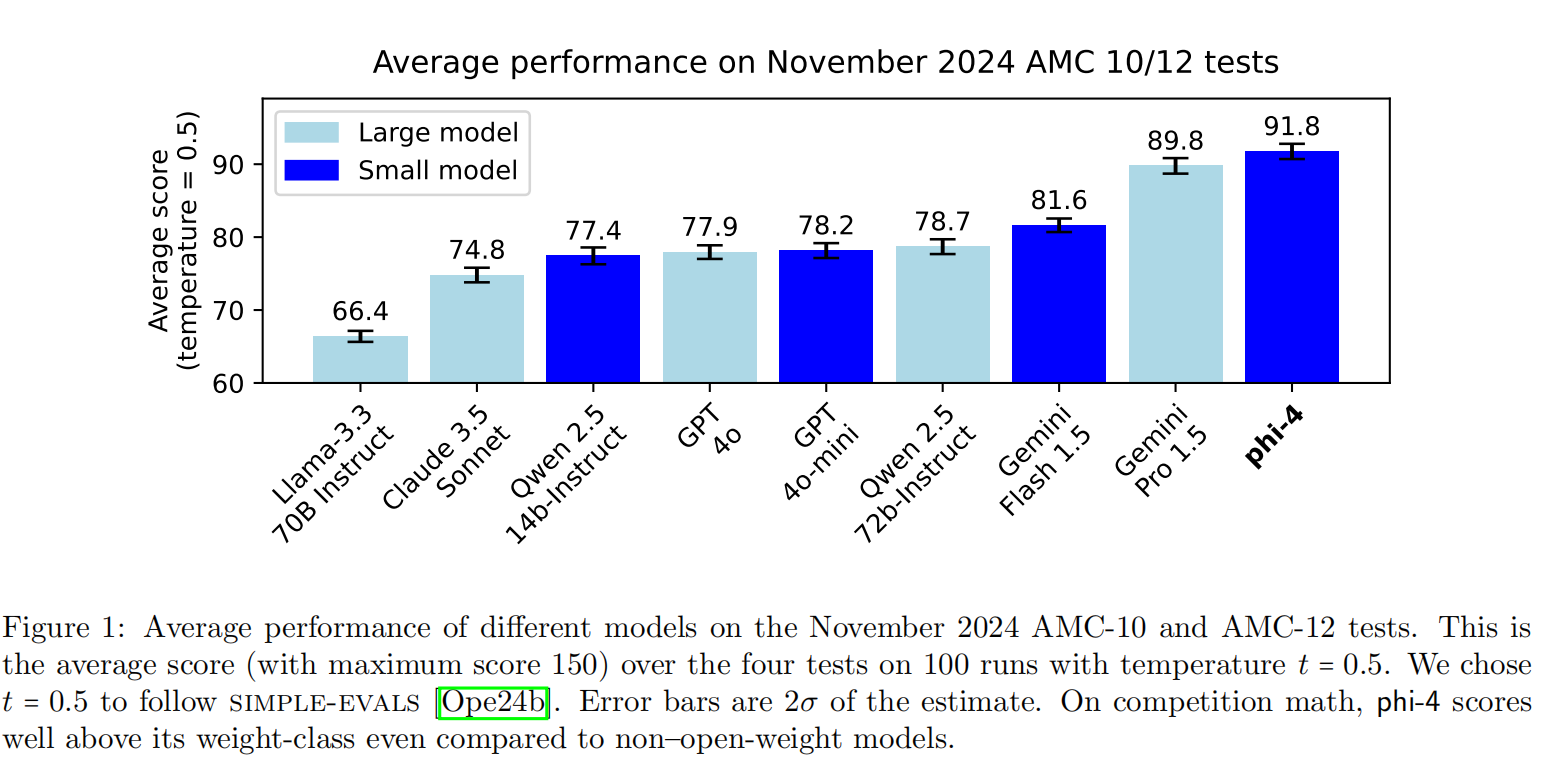 Average performance on November 2024 AMC 10/12 tests
Average score
(temperature = 0.5)
90
80
70
60
Large model
Small model
66.4
74.8
77.4
77.9
78.2
78.7
81.6
89.8
91.8
Llama-3.3
70B Instruct
Claude 3.5
Sonnet
Qwen 2.5
14b-Instruct
GPT
4o
GPT
4o-mini
Qwen 2.5
72b-Instruct
Gemini
Flash 1.5
Gemini
Pro 1.5
phi-4
Figure 1: Average performance of different models on the November 2024 AMC-10 and AMC-12 tests. This is
the average score (with maximum score 150) over the four tests on 100 runs with temperature t = 0.5. We chose
t = 0.5 to follow SIMPLE-EVALS [Ope24b]. Error bars are 2σ of the estimate. On competition math, phi-4 scores
well above its weight-class even compared to non–open-weight models.